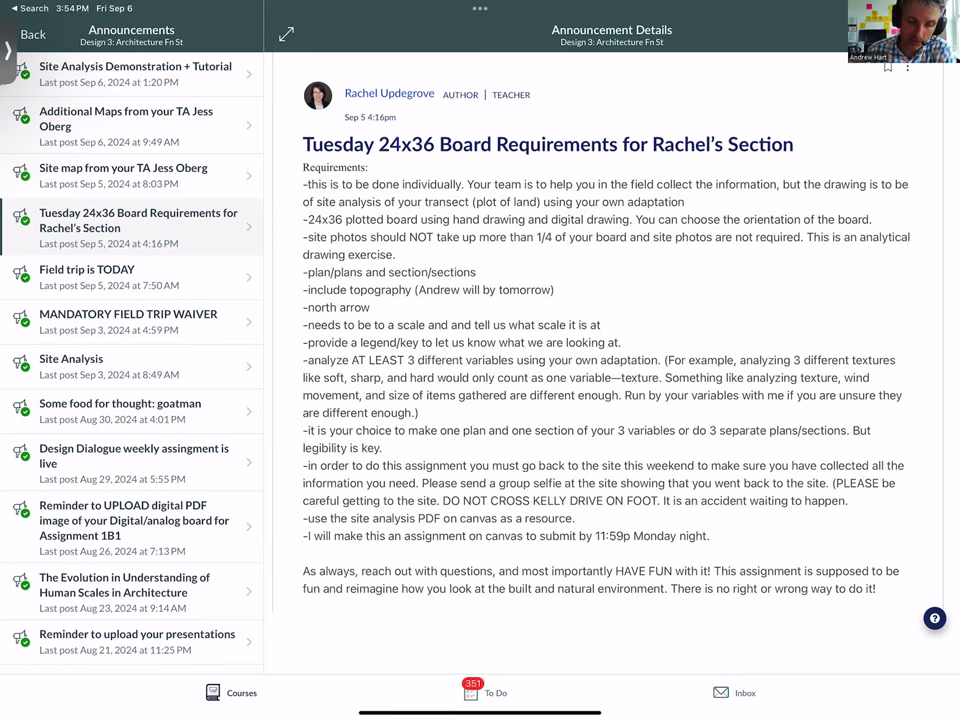 ◀ Search 3:54 PM Fri Sep 6
Back
Announcements
Design 3: Architecture Fn St
Announcement Details
Design 3: Architecture Fn St
Andrew Hart
Site Analysis Demonstration + Tutorial
Last post Sep 6, 2024 at 1:20 PM
Additional Maps from your TA Jess
Oberg
Last post Sep 6, 2024 at 9:49 AM
Site map from your TA Jess Oberg
Last post Sep 5, 2024 at 8:03 PM
Tuesday 24x36 Board Requirements for
Rachel's Section
Last post Sep 5, 2024 at 4:16 PM
Field trip is TODAY
Last post Sep 5, 2024 at 7:50 AM
MANDATORY FIELD TRIP WAIVER
Last post Sep 3, 2024 at 4:59 PM
Site Analysis
Last post Sep 3, 2024 at 8:49 AM
Some food for thought: goatman
Last post Aug 30, 2024 at 4:01 PM
Design Dialogue weekly assingment is
live
Last post Aug 29, 2024 at 5:55 PM
Reminder to UPLOAD digital PDF
image of your Digital/analog board for
Assignment 1B1
Last post Aug 26, 2024 at 7:13 PM
The Evolution in Understanding of
Human Scales in Architecture
Last post Aug 23, 2024 at 9:14 AM
Reminder to upload your presentations
Last post Aug 21, 2024 at 11:25 PM
Rachel Updegrove AUTHOR | TEACHER
Sep 5 4:16pm
Tuesday 24x36 Board Requirements for Rachel's Section
Requirements:
-this is to be done individually. Your team is to help you in the field collect the information, but the drawing is to be
of site analysis of your transect (plot of land) using your own adaptation
-24x36 plotted board using hand drawing and digital drawing. You can choose the orientation of the board.
-site photos should NOT take up more than 1/4 of your board and site photos are not required. This is an analytical
drawing exercise.
-plan/plans and section/sections
-include topography (Andrew will by tomorrow)
-north arrow
-needs to be to a scale and and tell us what scale it is at
-provide a legend/key to let us know what we are looking at.
-analyze AT LEAST 3 different variables using your own adaptation. (For example, analyzing 3 different textures
like soft, sharp, and hard would only count as one variable—texture. Something like analyzing texture, wind
movement, and size of items gathered are different enough. Run by your variables with me if you are unsure they
are different enough.)
-it is your choice to make one plan and one section of your 3 variables or do 3 separate plans/sections. But
legibility is key.
-in order to do this assignment you must go back to the site this weekend to make sure you have collected all the
information you need. Please send a group selfie at the site showing that you went back to the site. (PLEASE be
careful getting to the site. DO NOT CROSS KELLY DRIVE ON FOOT. It is an accident waiting to happen.
-use the site analysis PDF on canvas as a resource.
-I will make this an assignment on canvas to submit by 11:59p Monday night.
As always, reach out with questions, and most importantly HAVE FUN with it! This assignment is supposed to be
fun and reimagine how you look at the built and natural environment. There is no right or wrong way to do it!
Courses
351
To Do
Inbox